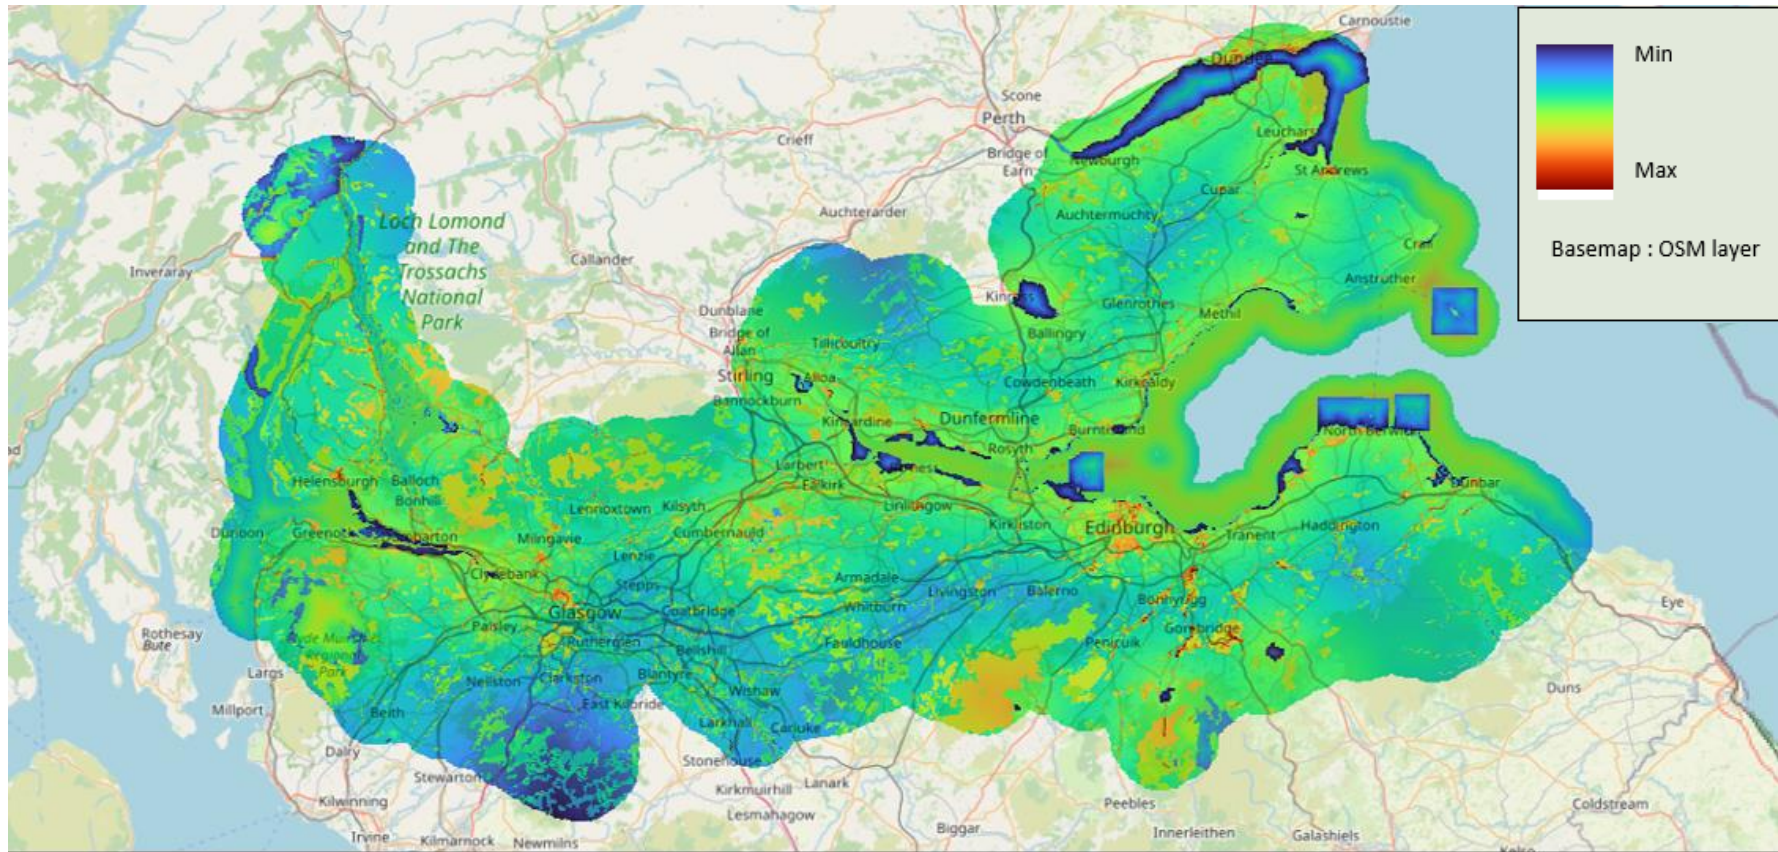 Carnoustie
Min
Dundee
Scone
Perth
Max
Crieff
Leuchars
Bridge of
Earn
Newburgh
St Andrews
Cupar
Loch Lomond
and The
Trossachs
National
Park
Auchterarder
Auchtermuchty
Crail
Basemap : OSM layer
Inveraray
Callander
Anstruther
Kinross
Glenrothes
Methil
Dunblane
Bridge of
Allan
Ballingry
Tillicoultry
Stirling
Alloa
Cowdenbeath
Kirkcaldy
Bannockburn
Kincardine
Dunfermline
Burntisland
North Berwick
Rosyth
Larbert
Helensburgh
Balloch
Bonhill
Falkirk
Dunbar
Lennoxtown
Kilsyth
Linlithgow
Kirkliston
Edinburgh
Haddington
Dunoon
Greenock
Dumbarton
Milngavie
Cumbernauld
Tranent
Lenzie
Clydebank
Stepps
Armadale
Livingston
Balerno
Bonnyrigg
Eye
Glasgow
Coatbridge
Whitburn
Rothesay
Bute
Paisley
Rutherglen
Fauldhouse
Penicuik
Gorebridge
Clyde Muirshiel
Regional
Park
Bellshill
Largs
Neilston
Clarkston
Blantyre
Wishaw
Duns
Millport
Beith
East Kilbride
Larkhall
Carluke
Dalry
Stonehouse
Stewarton
Lanark
Kirkmuirhill
Kilwinning
Peebles
Coldstream
Lesmahagow
Biggar
Innerleithen
Galashiels
Irvine
Kilmarnock
Newmilns
Kelso